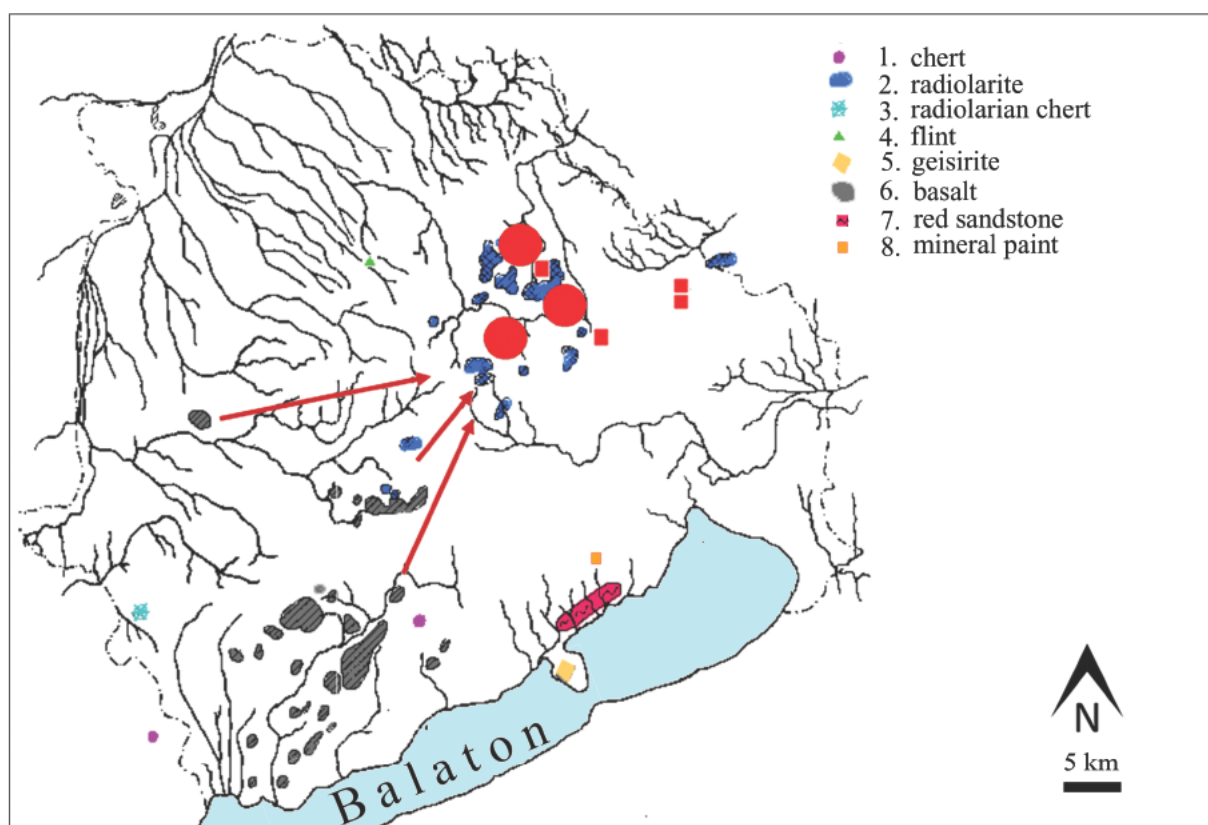 1. chert
2. radiolarite
3. radiolarian chert
4. flint
5. geisirite
6. basalt
7. red sandstone
8. mineral paint
Balaton
N
5 km